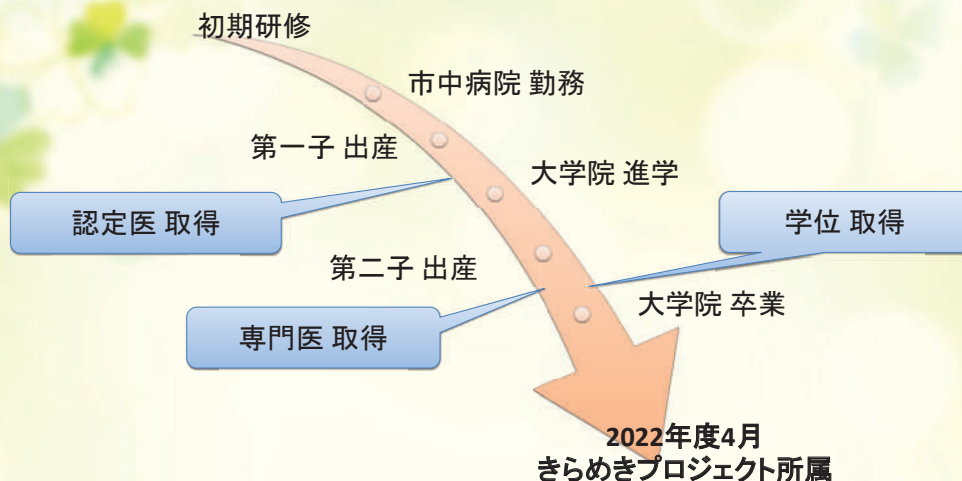 初期研修
市中病院 勤務
第一子 出産
大学院 進学
認定医 取得
学位 取得
第二子 出産
大学院 卒業
専門医 取得
2022年度4月
きらめきプロジェクト所属